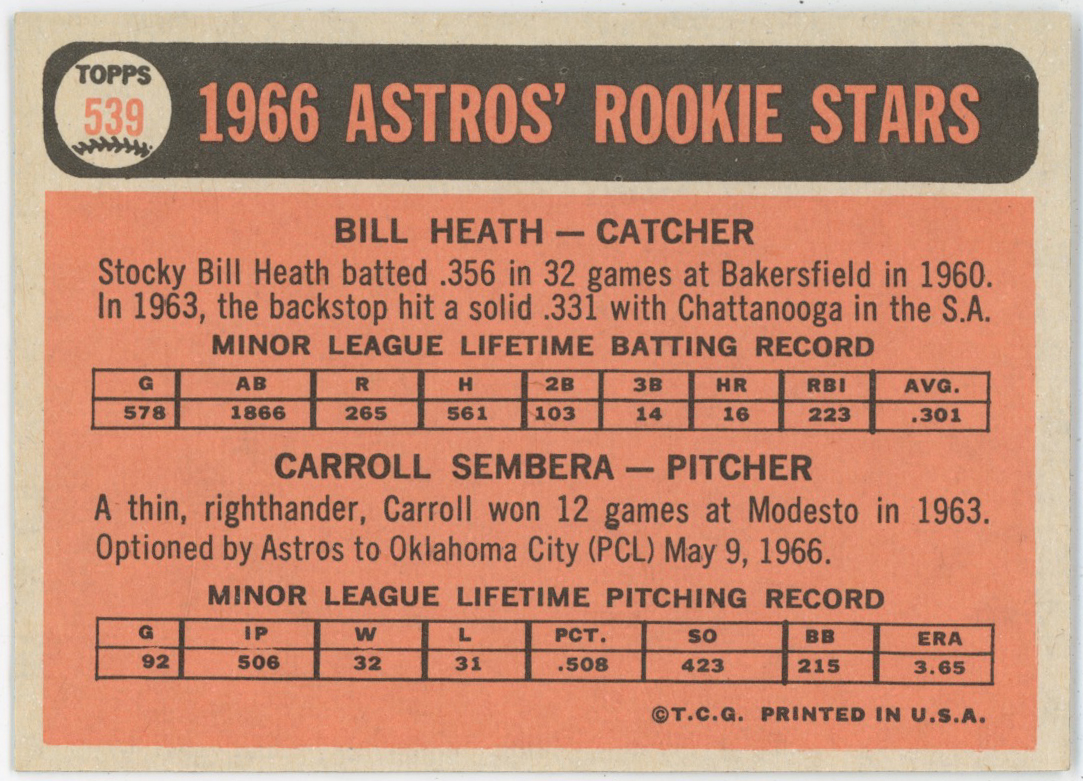 TOPPS
539
1966 ASTROS' ROOKIE STARS
BILL HEATH — CATCHER
Stocky Bill Heath batted .356 in 32 games at Bakersfield in 1960.
In 1963, the backstop hit a solid .331 with Chattanooga in the S.A.
MINOR LEAGUE LIFETIME BATTING RECORD
G AB R H 2B 3B HR RBI AVG.
578 1866 265 561 103 14 16 223 .301
CARROLL SEMBERA — PITCHER
A thin, righthander, Carroll won 12 games at Modesto in 1963.
Optioned by Astros to Oklahoma City (PCL) May 9, 1966.
MINOR LEAGUE LIFETIME PITCHING RECORD
G IP W L PCT. SO BB ERA
92 506 32 31 .508 423 215 3.65
©T.C.G. PRINTED IN U.S.A.